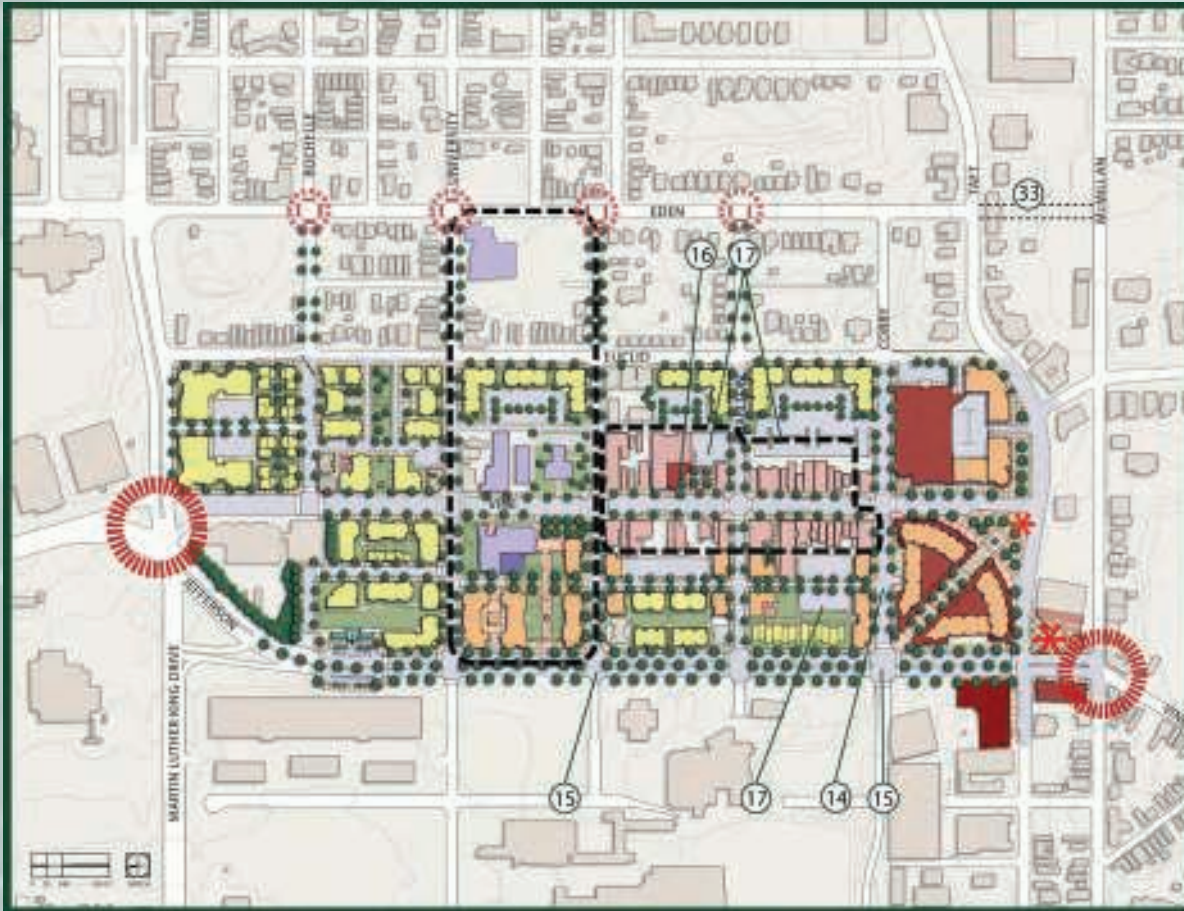 ROCHELLE
UNIVERSITY
TAFT
McMILLAN
33
EDEN
16
17
CORRY
EUCLID
JEFFERSON
MARTIN LUTHER KING DRIVE
15
17
14
15